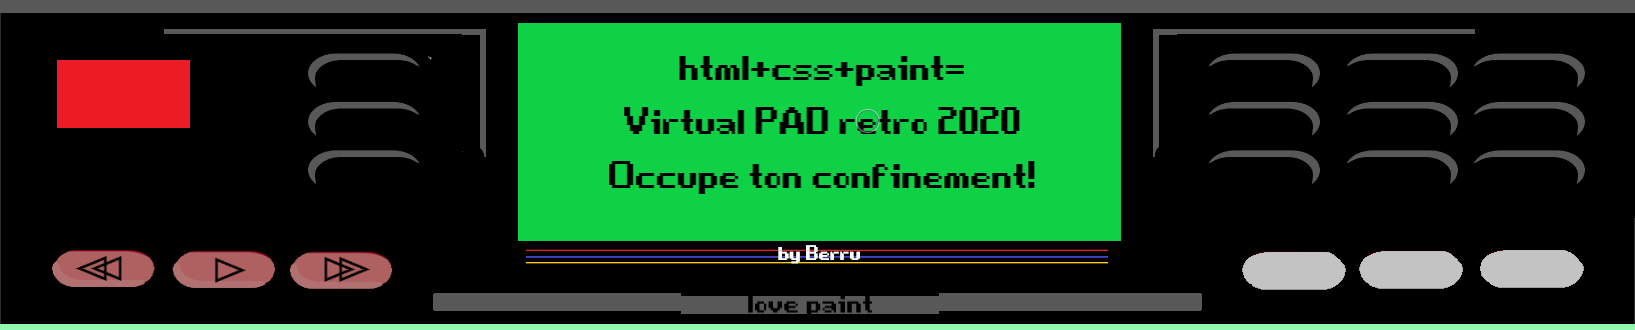 html+css+paint=
Virtual PAD retro 2020
Occupe ton confinement!
by Berru
love paint